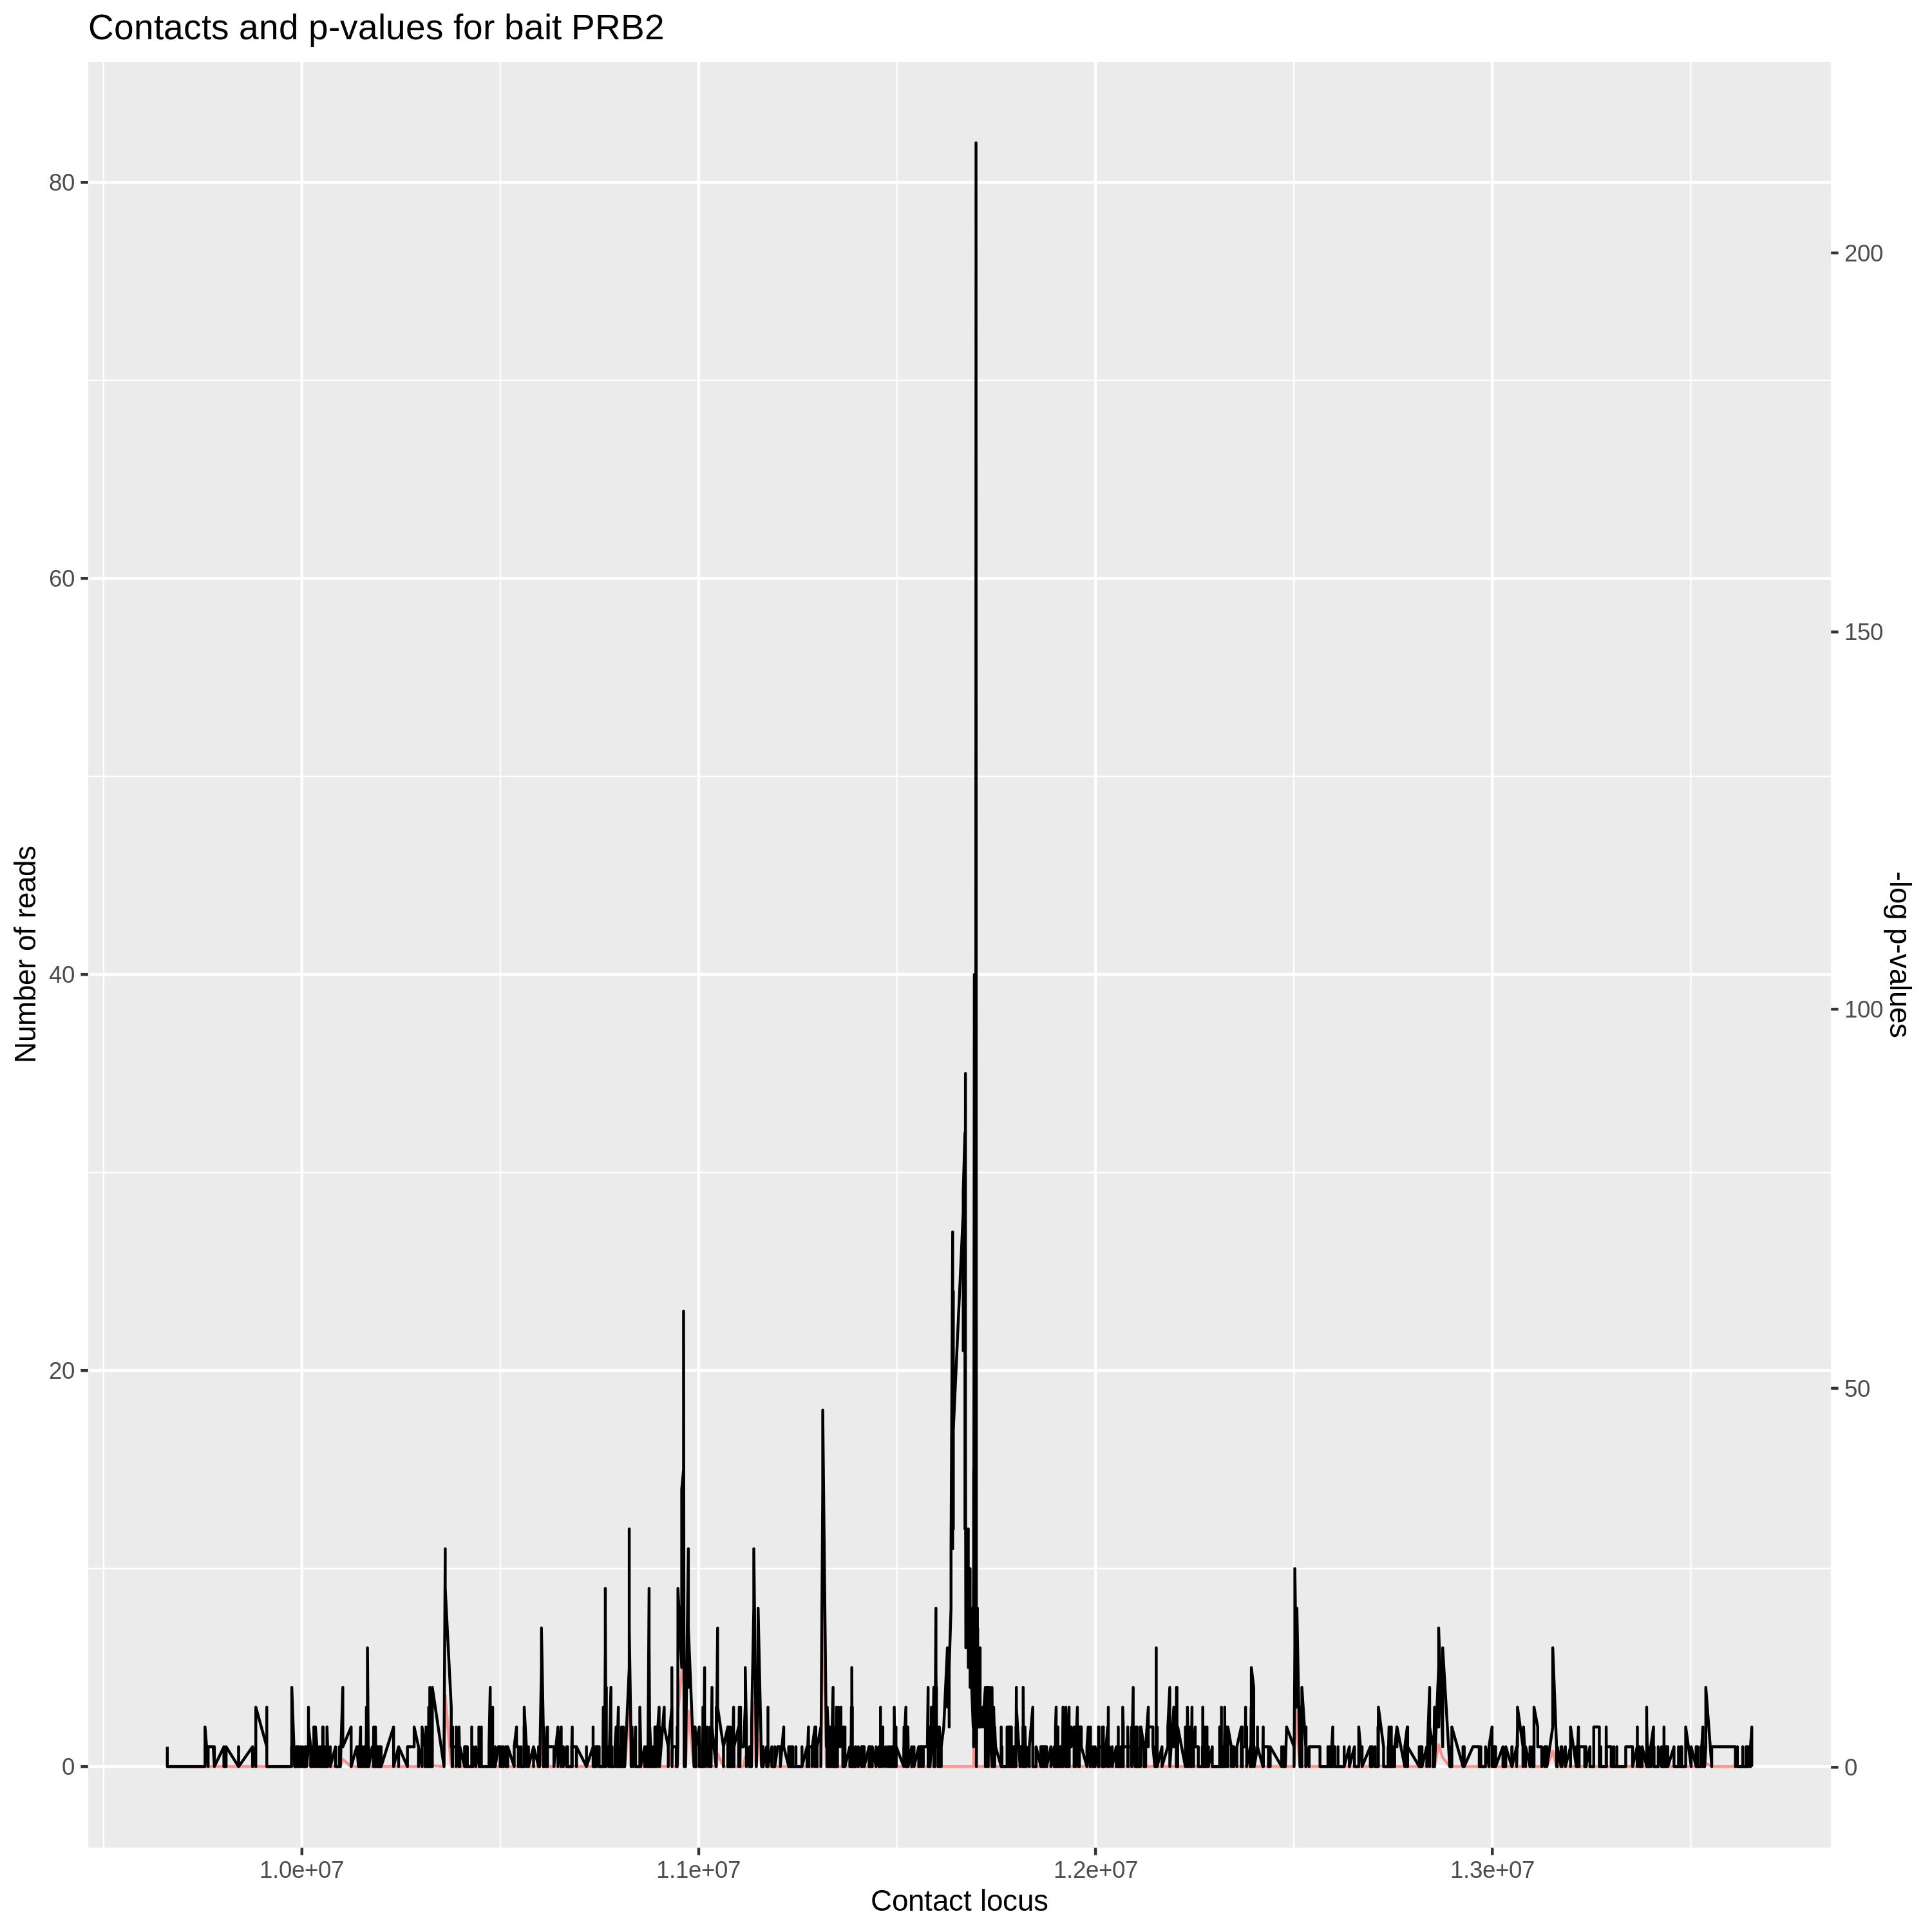 Contacts and p-values for bait PRB2
80
60
40
20
0
200
150
100
50
0
Number of reads
-log p-values
1.0e+07
1.1e+07
1.2e+07
1.3e+07
Contact locus